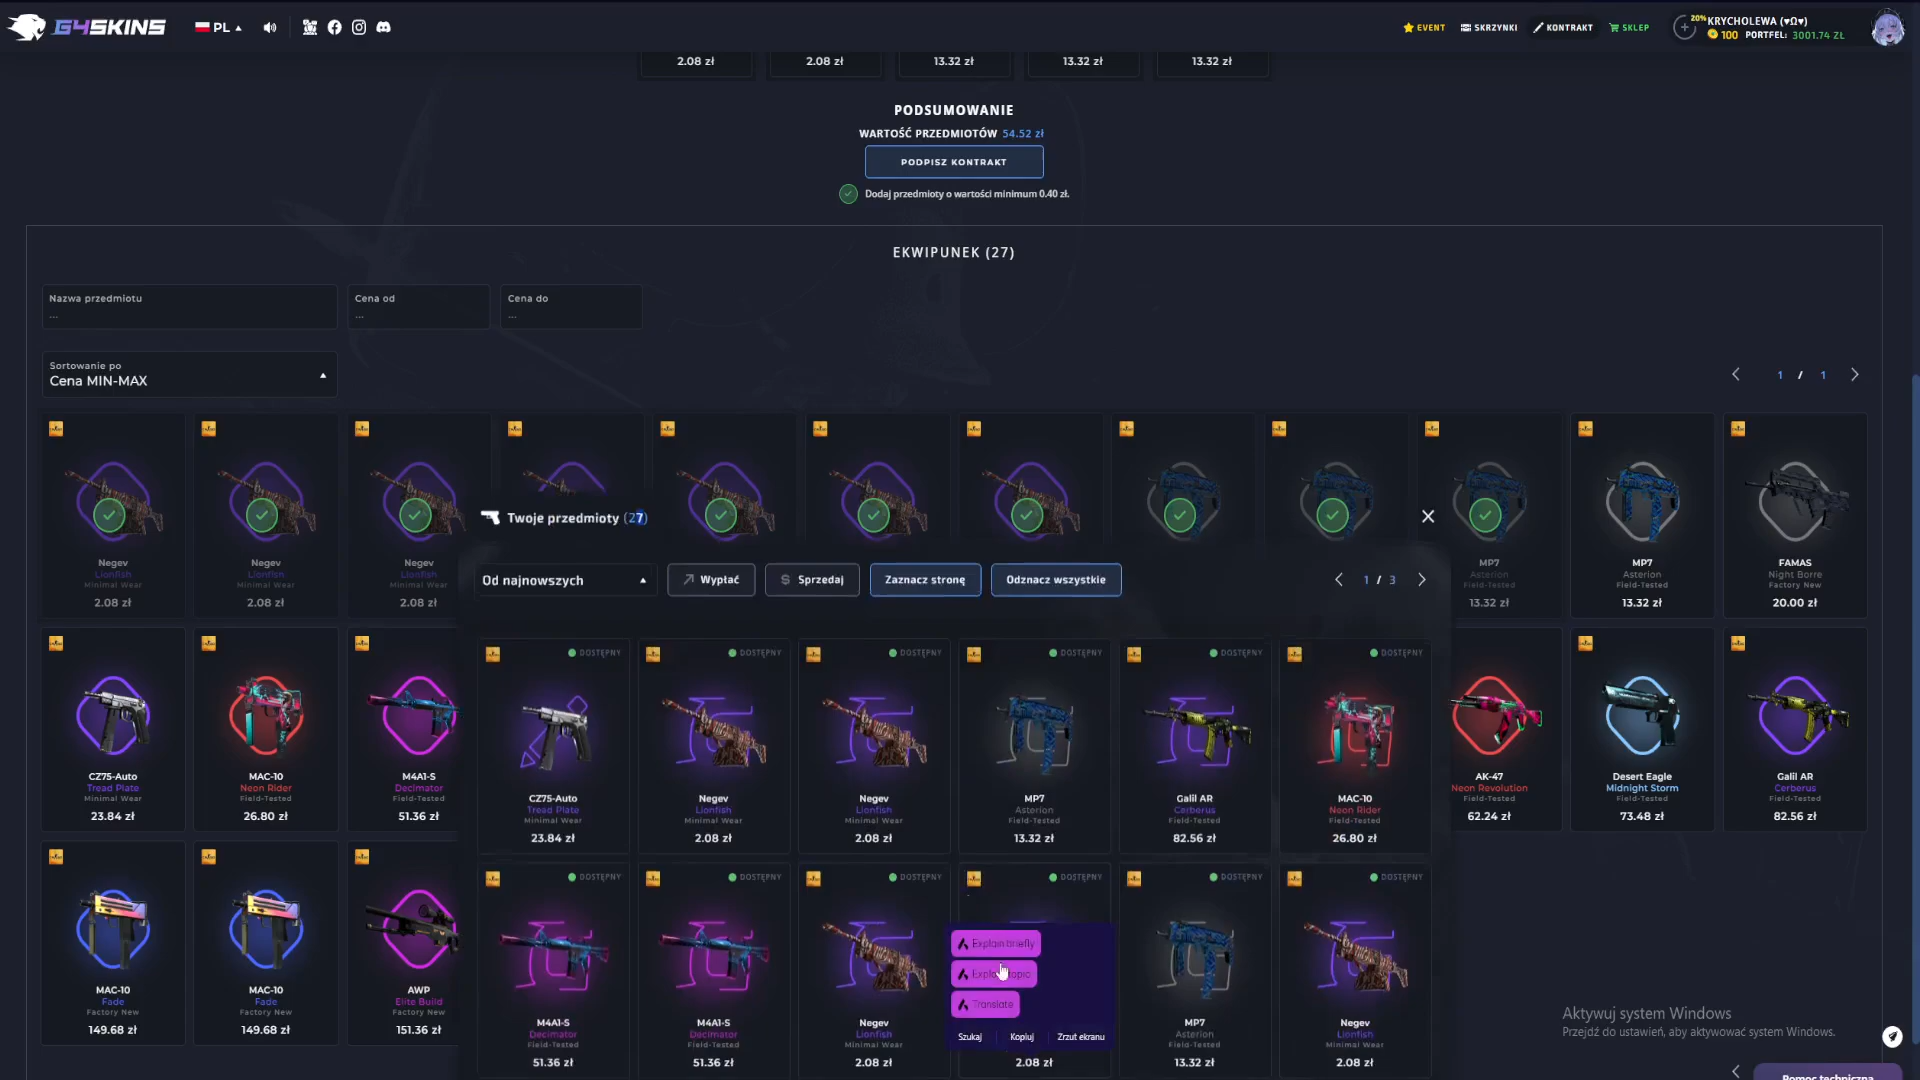 G4SKINS
PL
EVENT
SKRZYNKI
KONTRAKT
SKLEP
20%
KRYCHOLEWA (♥Ω♥)
100 PORTFEL: 3001.74 ZŁ
2.08 zł
2.08 zł
13.32 zł
13.32 zł
13.32 zł
PODSUMOWANIE
WARTOŚĆ PRZEDMIOTÓW 54.52 zł
PODPISZ KONTRAKT
Dodaj przedmioty o wartości minimum 0.40 zł.
EKWIPUNEK (27)
Nazwa przedmiotu
...
Cena od
...
Cena do
...
Sortowanie po
Cena MIN-MAX
1 / 1
Negev
Lionfish
Minimal Wear
2.08 zł
Negev
Lionfish
Minimal Wear
2.08 zł
Negev
Lionfish
Minimal Wear
2.08 zł
MP7
Asterion
Field-Tested
13.32 zł
MP7
Asterion
Field-Tested
13.32 zł
FAMAS
Night Borre
Factory New
20.00 zł
CZ75-Auto
Tread Plate
Minimal Wear
23.84 zł
MAC-10
Neon Rider
Field-Tested
26.80 zł
M4A1-S
Decimator
Field-Tested
51.36 zł
AK-47
Neon Revolution
Field-Tested
62.24 zł
Desert Eagle
Midnight Storm
Field-Tested
73.48 zł
Galil AR
Cerberus
Field-Tested
82.56 zł
MAC-10
Fade
Factory New
149.68 zł
MAC-10
Fade
Factory New
149.68 zł
AWP
Elite Build
Factory New
151.36 zł
Twoje przedmioty (27)
Od najnowszych
Wypłać
Sprzedaj
Zaznacz stronę
Odznacz wszystkie
1 / 3
DOSTĘPNY
CZ75-Auto
Tread Plate
Minimal Wear
23.84 zł
DOSTĘPNY
Negev
Lionfish
Minimal Wear
2.08 zł
DOSTĘPNY
Negev
Lionfish
Minimal Wear
2.08 zł
DOSTĘPNY
MP7
Asterion
Field-Tested
13.32 zł
DOSTĘPNY
Galil AR
Cerberus
Field-Tested
82.56 zł
DOSTĘPNY
MAC-10
Neon Rider
Field-Tested
26.80 zł
DOSTĘPNY
M4A1-S
Decimator
Field-Tested
51.36 zł
DOSTĘPNY
M4A1-S
Decimator
Field-Tested
51.36 zł
DOSTĘPNY
Negev
Lionfish
Minimal Wear
2.08 zł
DOSTĘPNY
Explain briefly
topic
Translate
Szukaj
Kopiuj
Zrzut ekranu
2.08 zł
DOSTĘPNY
MP7
Asterion
Field-Tested
13.32 zł
DOSTĘPNY
Negev
Lionfish
Minimal Wear
2.08 zł
Aktywuj system Windows
Przejdź do ustawień, aby aktywować system Windows.
Pomoc techniczna